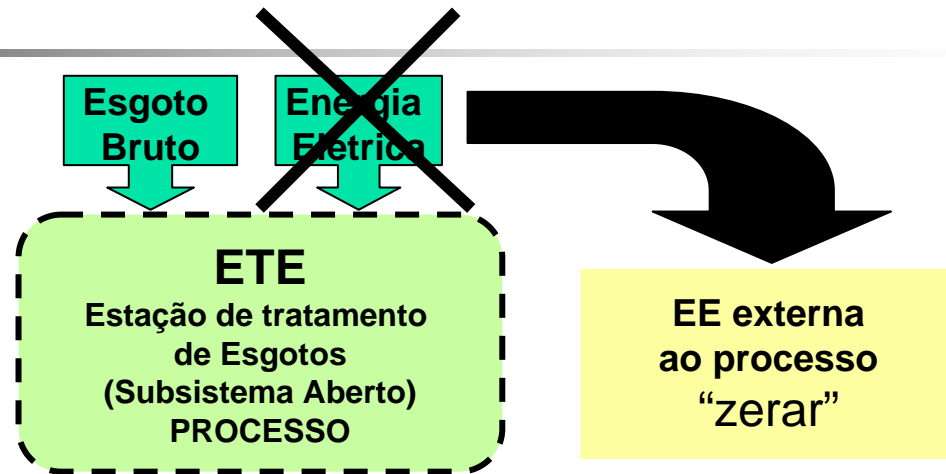 Esgoto
Bruto
Energia
Elétrica
ETE
Estação de tratamento
de Esgotos
(Subsistema Aberto)
PROCESSO
EE externa
ao processo
“zerar”